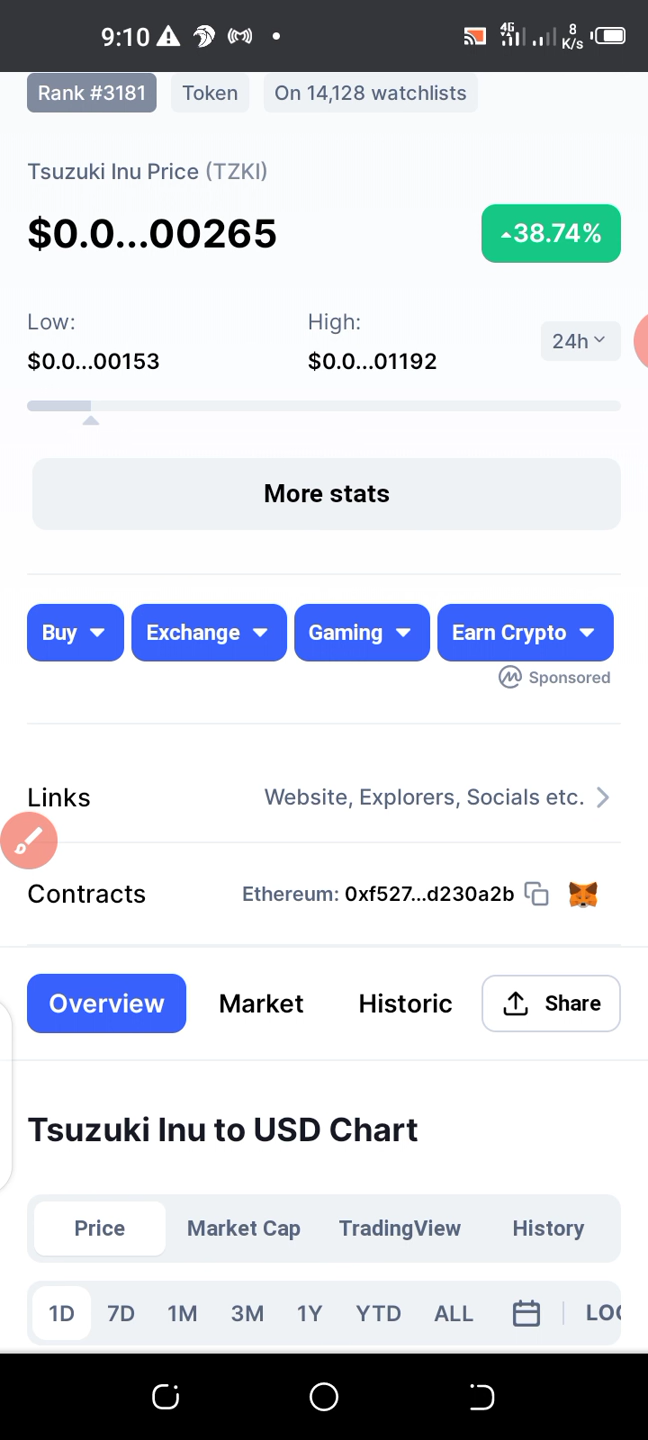 9:10
4G
8 K/s
Rank #3181 Token On 14,128 watchlists
Tsuzuki Inu Price (TZKI)
$0.0...00265 38.74%
Low: High:
24h
$0.0...00153 $0.0...01192
More stats
Buy Exchange Gaming Earn Crypto
Sponsored
Links Website, Explorers, Socials etc.
Contracts Ethereum: 0xf527...d230a2b
Overview Market Historic Share
Tsuzuki Inu to USD Chart
Price Market Cap TradingView History
1D 7D 1M 3M 1Y YTD ALL